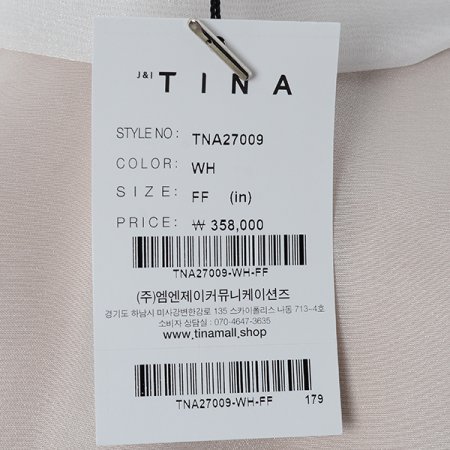 J&I TINA
STYLE NO : TNA27009
COLOR: WH
SIZE: FF (in)
PRICE: ₩ 358,000
TNA27009-WH-FF
(주)엠엔제이커뮤니케이션즈
경기도 하남시 미사강변한강로 135 스카이폴리스 나동 713-4호
소비자 상담실 : 070-4647-3635
www.tinamall.shop
TNA27009-WH-FF 179